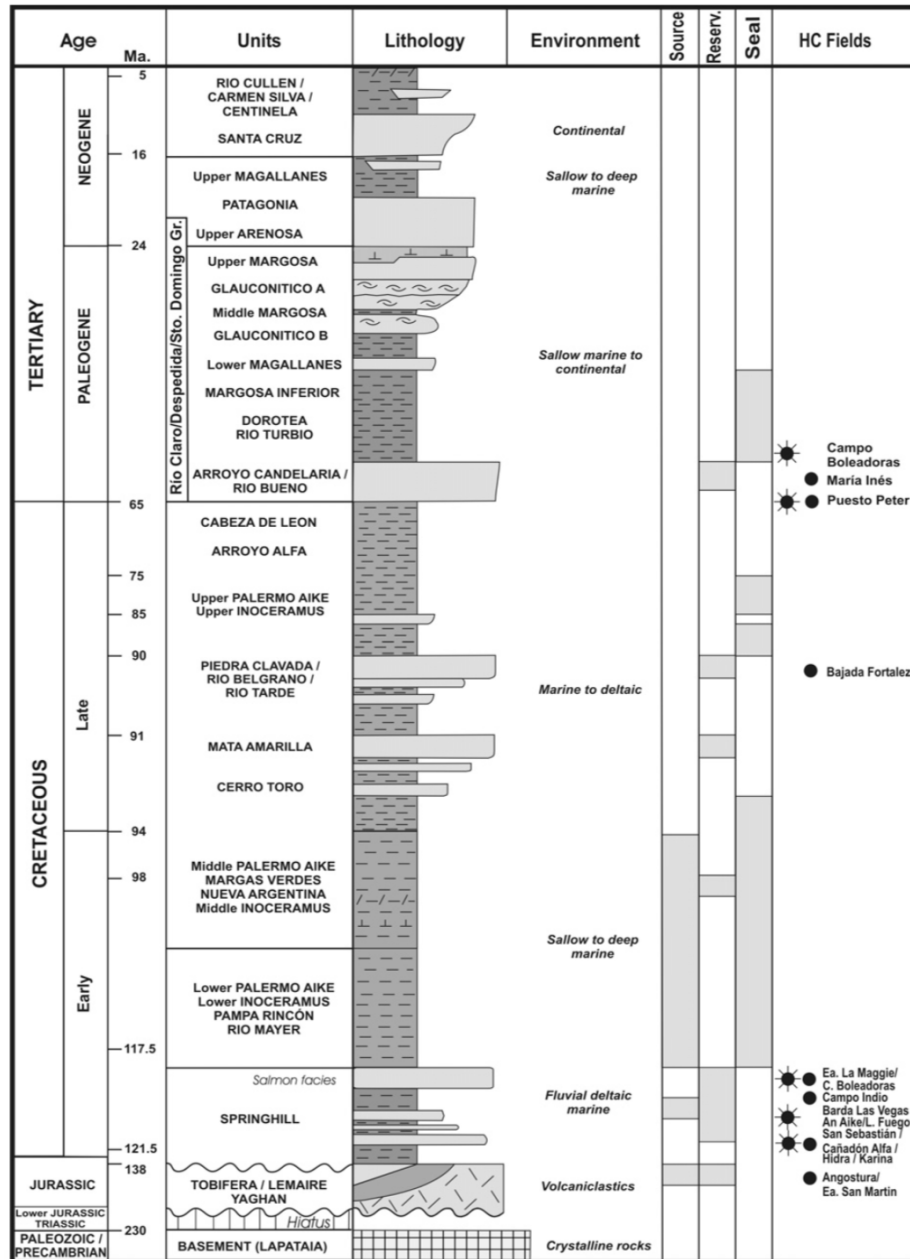 Age
Ma.
Units
Lithology
Environment
Source
Reserv.
Seal
HC Fields
TERTIARY
NEOGENE
PALEOGENE
CRETACEOUS
Late
Early
JURASSIC
Lower JURASSIC
TRIASSIC
PALEOZOIC /
PRECAMBRIAN
5
16
24
65
75
85
90
91
94
98
117.5
121.5
138
230
Río Claro/Despedida/Sto. Domingo Gr.
RIO CULLEN /
CARMEN SILVA /
CENTINELA
SANTA CRUZ
Upper MAGALLANES
PATAGONIA
Upper ARENOSA
Upper MARGOSA
GLAUCONITICO A
Middle MARGOSA
GLAUCONITICO B
Lower MAGALLANES
MARGOSA INFERIOR
DOROTEA
RIO TURBIO
ARROYO CANDELARIA /
RIO BUENO
CABEZA DE LEON
ARROYO ALFA
Upper PALERMO AIKE
Upper INOCERAMUS
PIEDRA CLAVADA /
RIO BELGRANO /
RIO TARDE
MATA AMARILLA
CERRO TORO
Middle PALERMO AIKE
MARGAS VERDES
NUEVA ARGENTINA
Middle INOCERAMUS
Lower PALERMO AIKE
Lower INOCERAMUS
PAMPA RINCÓN
RIO MAYER
Salmon facies
SPRINGHILL
TOBIFERA / LEMAIRE
YAGHAN
Hiatus
BASEMENT (LAPATAIA)
Continental
Sallow to deep
marine
Sallow marine to
continental
Marine to deltaic
Sallow to deep
marine
Fluvial deltaic
marine
Volcaniclastics
Crystalline rocks
Campo
Boleadoras
María Inés
Puesto Peter
Bajada Fortalez
Ea. La Maggie/
C. Boleadoras
Campo Indio
Barda Las Vegas
An Aike/L. Fuego
San Sebastián /
Cañadón Alfa /
Hidra / Karina
Angostura/
Ea. San Martin